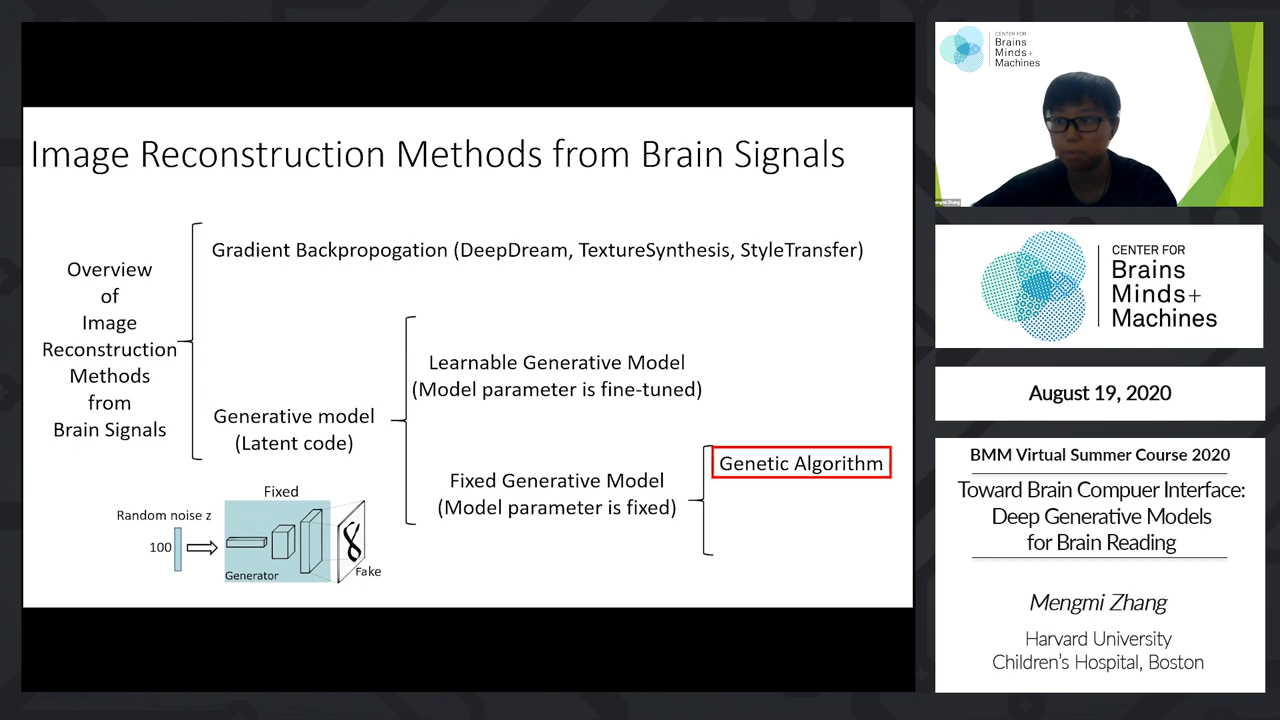 Image Reconstruction Methods from Brain Signals
Overview
of
Image
Reconstruction
Methods
from
Brain Signals
Gradient Backpropogation (DeepDream, TextureSynthesis, StyleTransfer)
Generative model
(Latent code)
Learnable Generative Model
(Model parameter is fine-tuned)
Fixed Generative Model
(Model parameter is fixed)
Genetic Algorithm
Fixed
Random noise z
100
Generator
8
Fake
CENTER FOR
Brains
Minds+
Machines
Mengmi Zhang
CENTER FOR
Brains
Minds+
Machines
August 19, 2020
BMM Virtual Summer Course 2020
Toward Brain Compuer Interface:
Deep Generative Models
for Brain Reading
Mengmi Zhang
Harvard University
Children's Hospital, Boston